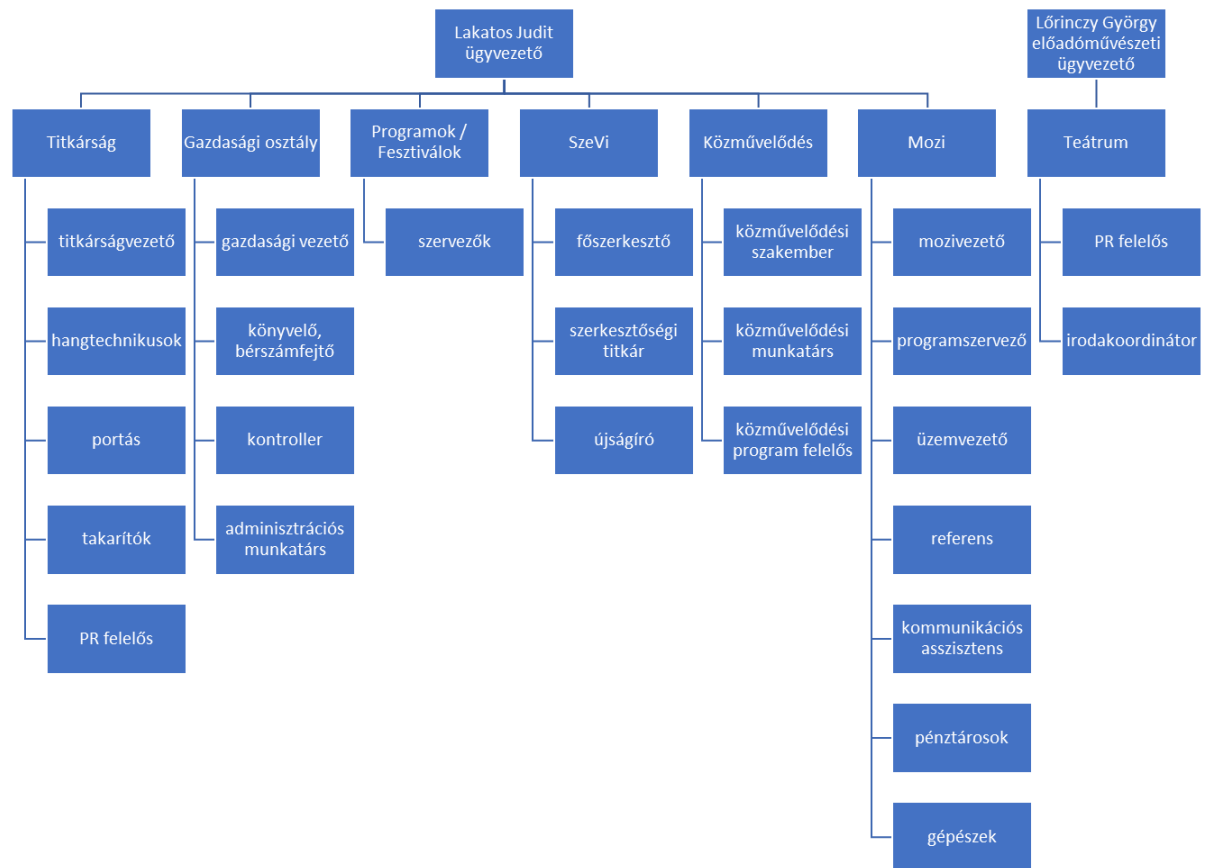 Lakatos Judit
ügyvezető
Lőrinczy György
előadóművészeti
ügyvezető
Titkárság
Gazdasági osztály
Programok /
Fesztiválok
SzeVi
Közművelődés
Mozi
Teátrum
titkárságvezető
gazdasági vezető
szervezők
főszerkesztő
közművelődési
szakember
mozivezető
PR felelős
hangtechnikusok
könyvelő,
bérszámfejtő
szerkesztőségi
titkár
közművelődési
munkatárs
programszervező
irodakoordinátor
portás
kontroller
újságíró
közművelődési
program felelős
üzemvezető
takarítók
adminisztrációs
munkatárs
referens
PR felelős
kommunikációs
asszisztens
pénztárosok
gépészek